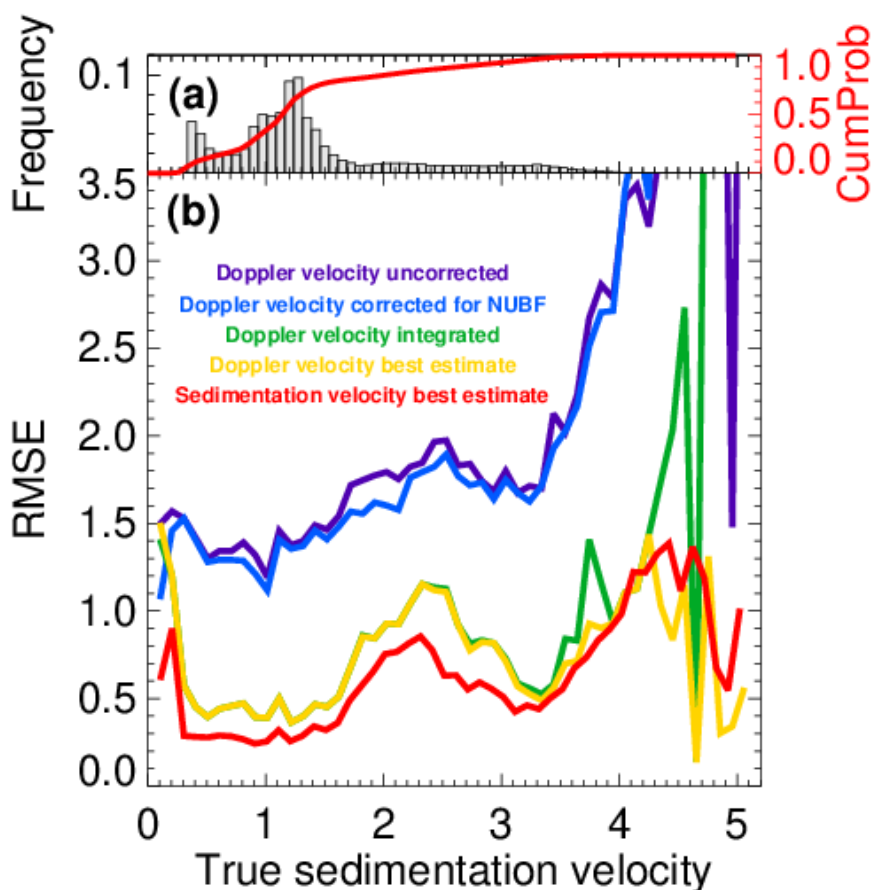 Frequency
0.1
(a)
1.0
0.5
0.0
CumProb
3.5
3.0
2.5
2.0
1.5
1.0
0.5
0.0
RMSE
(b)
Doppler velocity uncorrected
Doppler velocity corrected for NUBF
Doppler velocity integrated
Doppler velocity best estimate
Sedimentation velocity best estimate
0 1 2 3 4 5
True sedimentation velocity